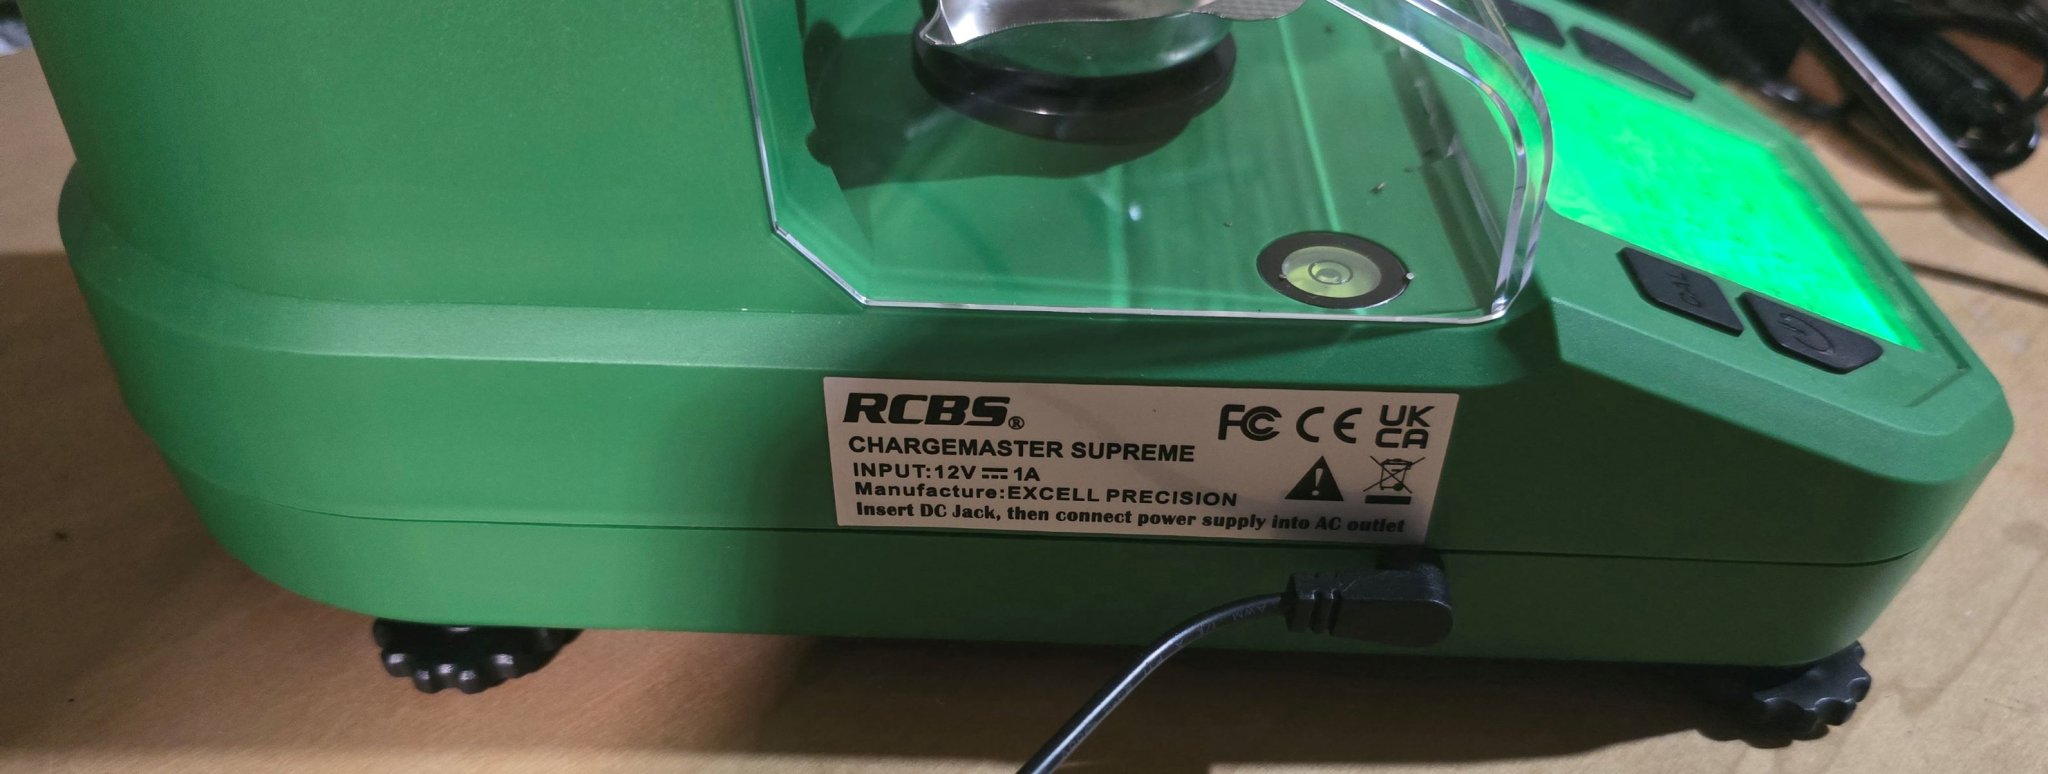 RCBS®
CHARGEMASTER SUPREME
INPUT:12V⎓1A
Manufacture:EXCELL PRECISION
Insert DC Jack, then connect power supply into AC outlet
FC CE UK
CA
CAL